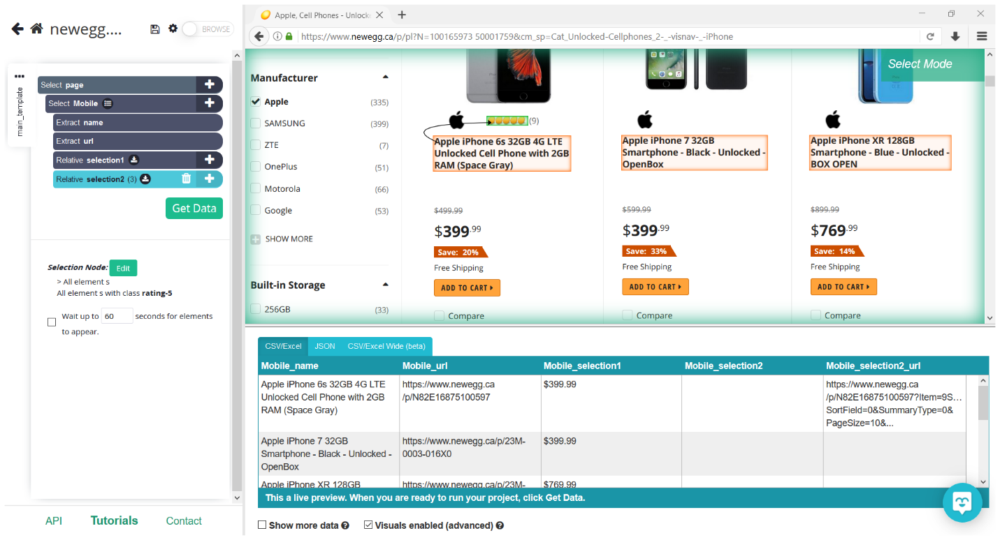 newegg....
BROWSE
main_template
Select page
Select Mobile
Extract name
Extract url
Relative selection1
Relative selection2 (3)
Get Data
Selection Node: Edit
> All element s
All element s with class rating-5
Wait up to 60 seconds for elements
to appear.
API Tutorials Contact
Apple, Cell Phones - Unlock
https://www.newegg.ca/p/pl?N=100165973 50001759&cm_sp=Cat_Unlocked-Cellphones_2-_-visnav-_-iPhone
Select Mode
Manufacturer
Apple (335)
SAMSUNG (399)
ZTE (7)
OnePlus (51)
Motorola (66)
Google (53)
SHOW MORE
Built-in Storage
256GB (33)
(9)
Apple iPhone 6s 32GB 4G LTE
Unlocked Cell Phone with 2GB
RAM (Space Gray)
$499.99
$399.99
Save: 20%
Free Shipping
ADD TO CART
Compare
Apple iPhone 7 32GB
Smartphone - Black - Unlocked -
OpenBox
$599.99
$399.99
Save: 33%
Free Shipping
ADD TO CART
Compare
Apple iPhone XR 128GB
Smartphone - Blue - Unlocked -
BOX OPEN
$899.99
$769.99
Save: 14%
Free Shipping
ADD TO CART
Compare
CSV/Excel JSON CSV/Excel Wide (beta)
Mobile_name Mobile_url Mobile_selection1 Mobile_selection2 Mobile_selection2_url
Apple iPhone 6s 32GB 4G LTE
Unlocked Cell Phone with 2GB
RAM (Space Gray)
https://www.newegg.ca
/p/N82E16875100597
$399.99
https://www.newegg.ca
/p/N82E16875100597?Item=9S...
SortField=0&SummaryType=0&
PageSize=10&...
Apple iPhone 7 32GB
Smartphone - Black - Unlocked -
OpenBox
https://www.newegg.ca/p/23M-
0003-016X0
$399.99
Apple iPhone XR 128GB
https://www.newegg.ca/p/23M-
$769.99
This a live preview. When you are ready to run your project, click Get Data.
Show more data
Visuals enabled (advanced)